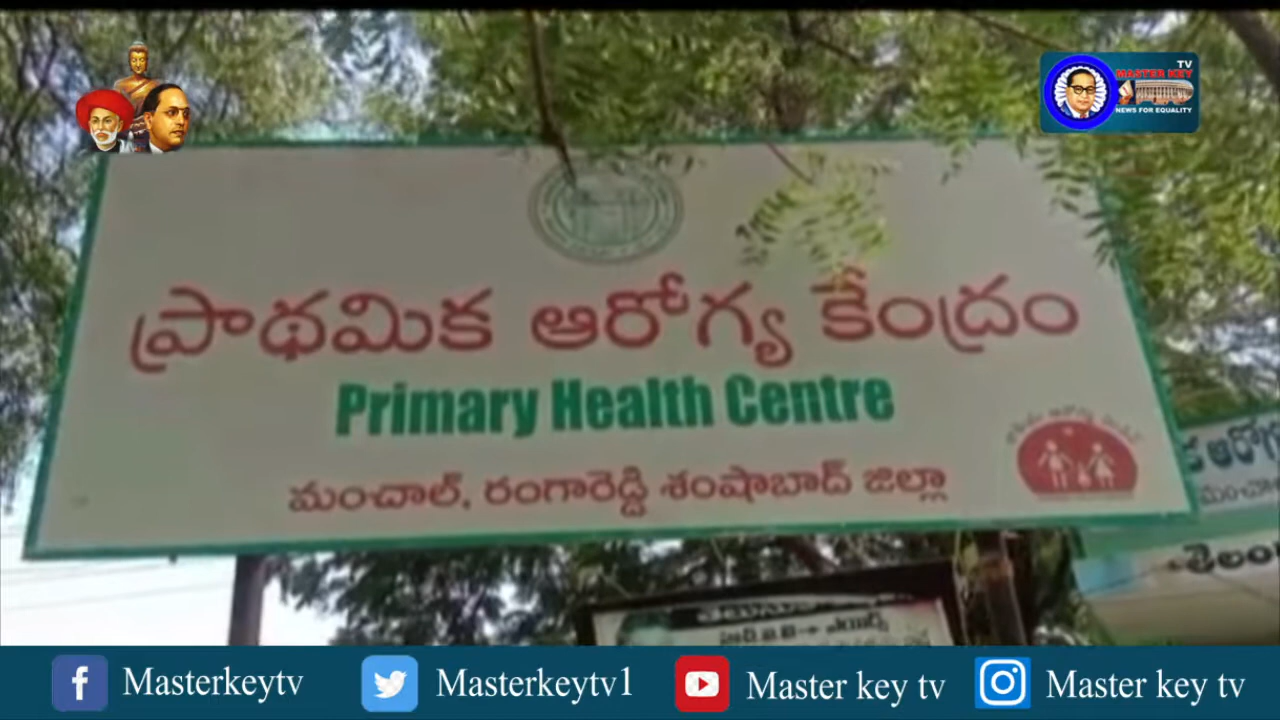 TV
MASTER KEY
NEWS FOR EQUALITY
ప్రాథమిక ఆరోగ్య కేంద్రం
Primary Health Centre
మంచాల్, రంగారెడ్డి శంషాబాద్ జిల్లా
క ఆరోగ్య
మంచా
తెలం
Masterkeytv
Masterkeytv1
Master key tv
Master key tv